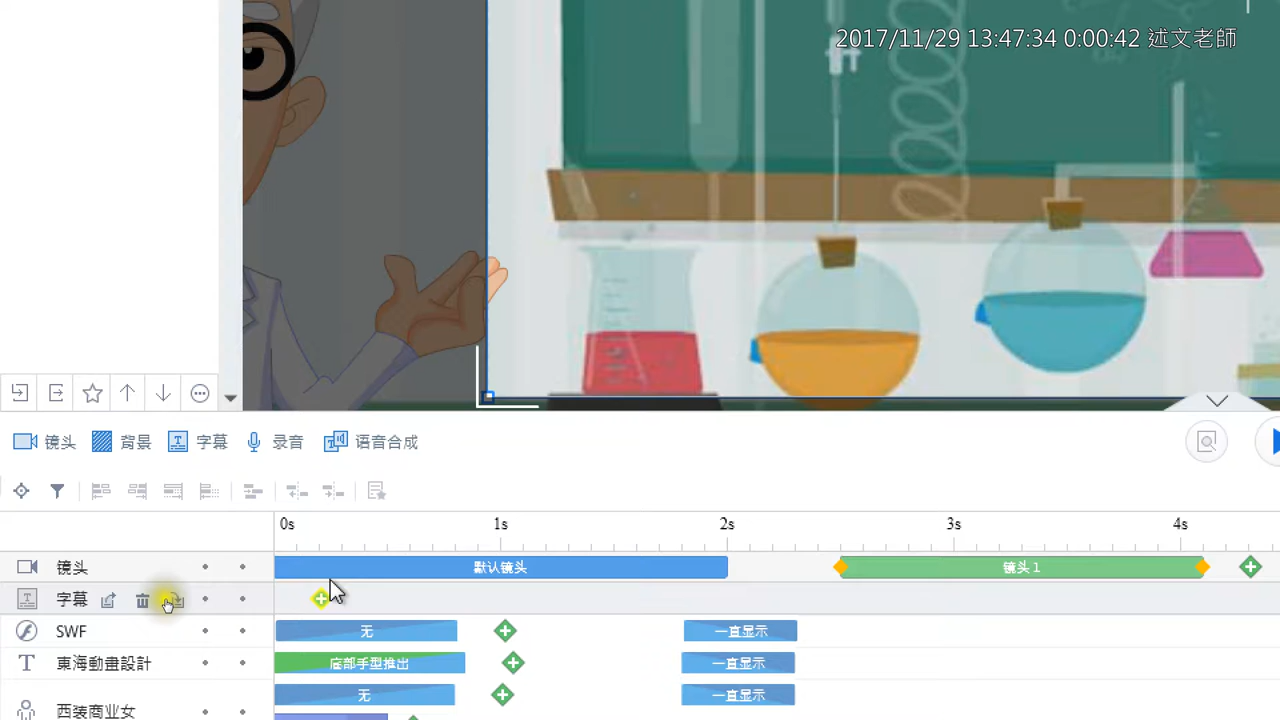 2017/11/29 13:47:34 0:00:42 述文老師
镜头 背景 字幕 录音 语音合成
0s 1s 2s 3s 4s
镜头 默认镜头 镜头 1
字幕
SWF 无 一直显示
東海動畫設計 底部手型推出 一直显示
无 一直显示
西装商业女